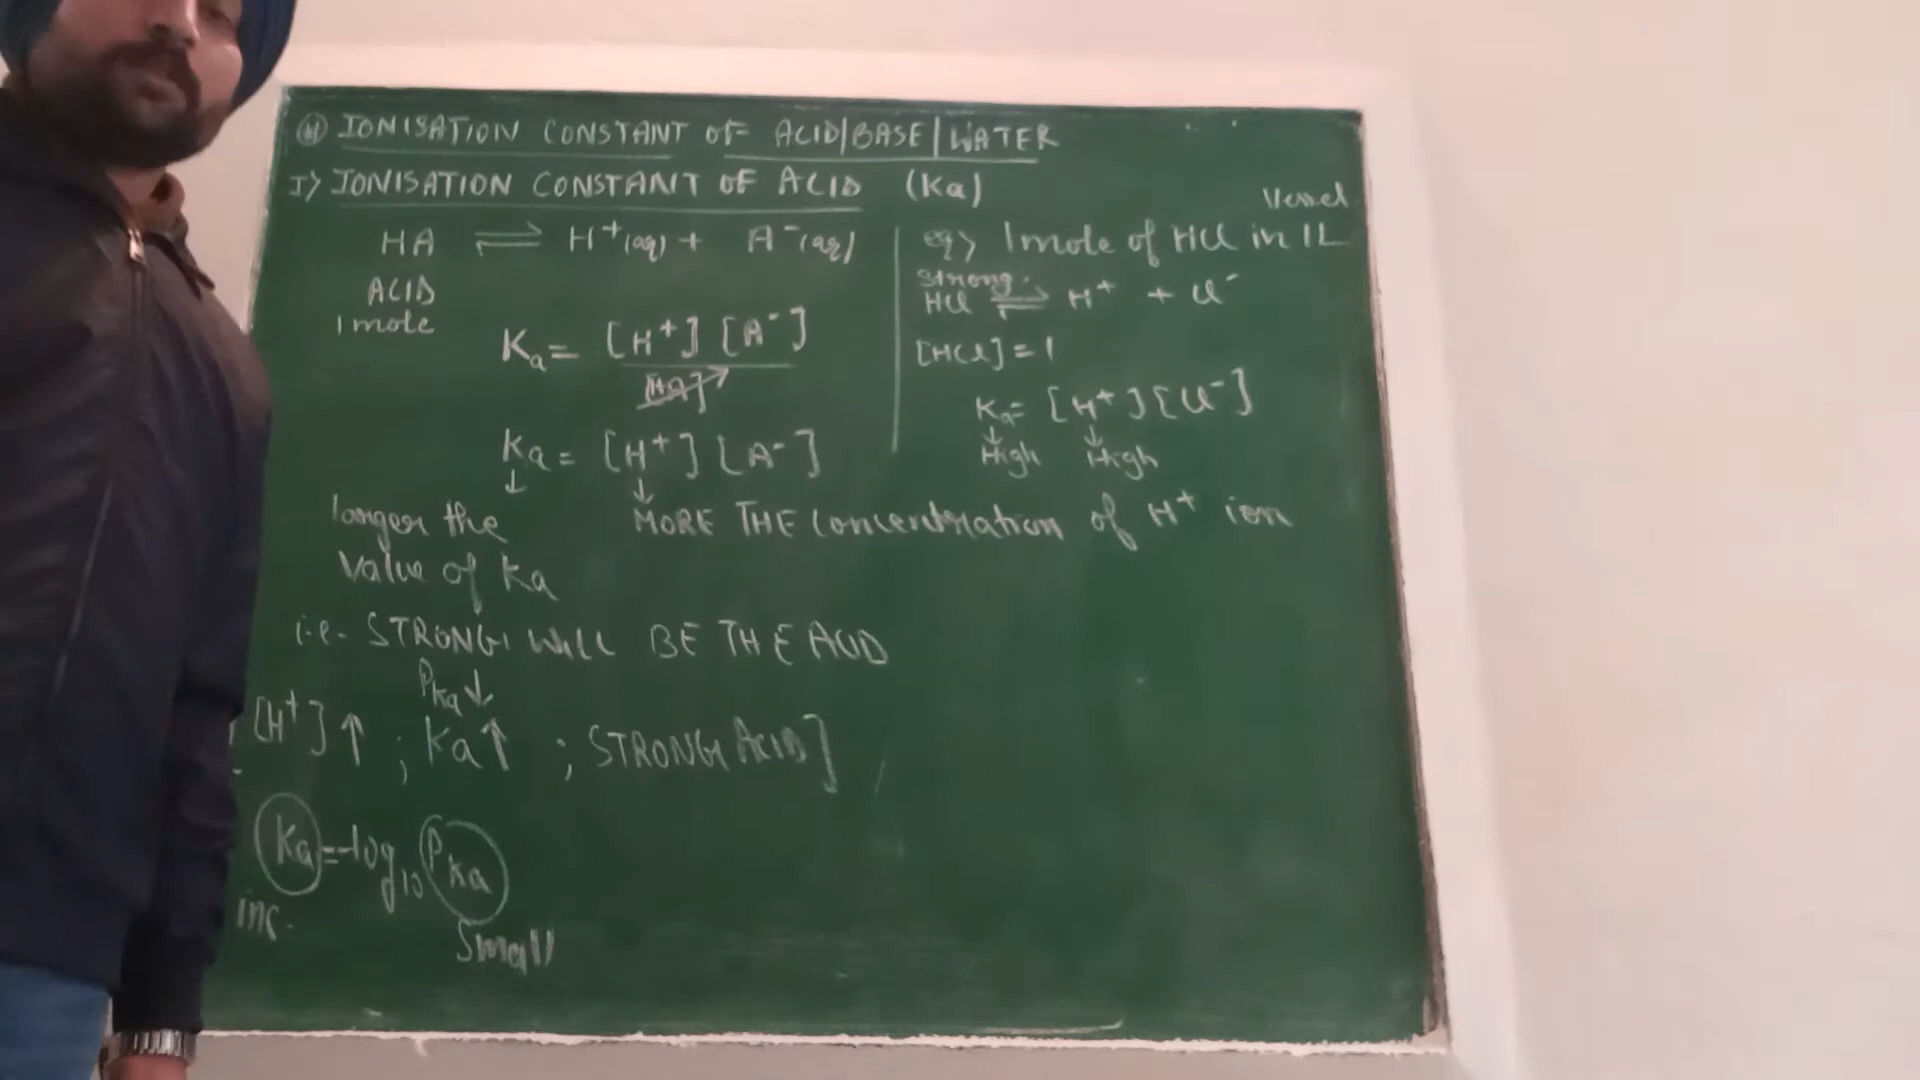 (ii) IONISATION CONSTANT OF ACID/BASE/WATER
I) IONISATION CONSTANT OF ACID (Ka)
HA ⇌ H⁺(aq) + A⁻(aq)
ACID
1 mole
Ka = [H⁺] [A⁻]
[HA]
Ka = [H⁺] [A⁻]
↓ ↓
larger the MORE THE concentration of H⁺ ion
value of Ka
Vessel
eg) 1 mole of HCl in 1L
Strong
HCl ⇌ H⁺ + Cl⁻
[HCl] = 1
Ka = [H⁺] [Cl⁻]
↓ ↓
High High
i.e. STRONG WILL BE THE ACID
PKa↓
[H⁺]↑ ; Ka↑ ; STRONG ACID]
Ka = -log₁₀ PKa
inc.
Small